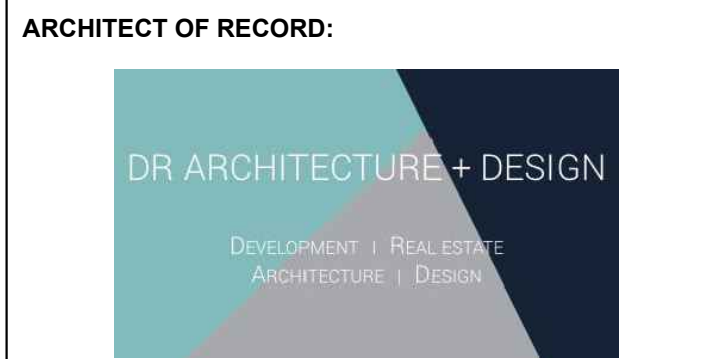 ARCHITECT OF RECORD:
DR ARCHITECTURE + DESIGN
DEVELOPMENT | REAL ESTATE
ARCHITECTURE | DESIGN